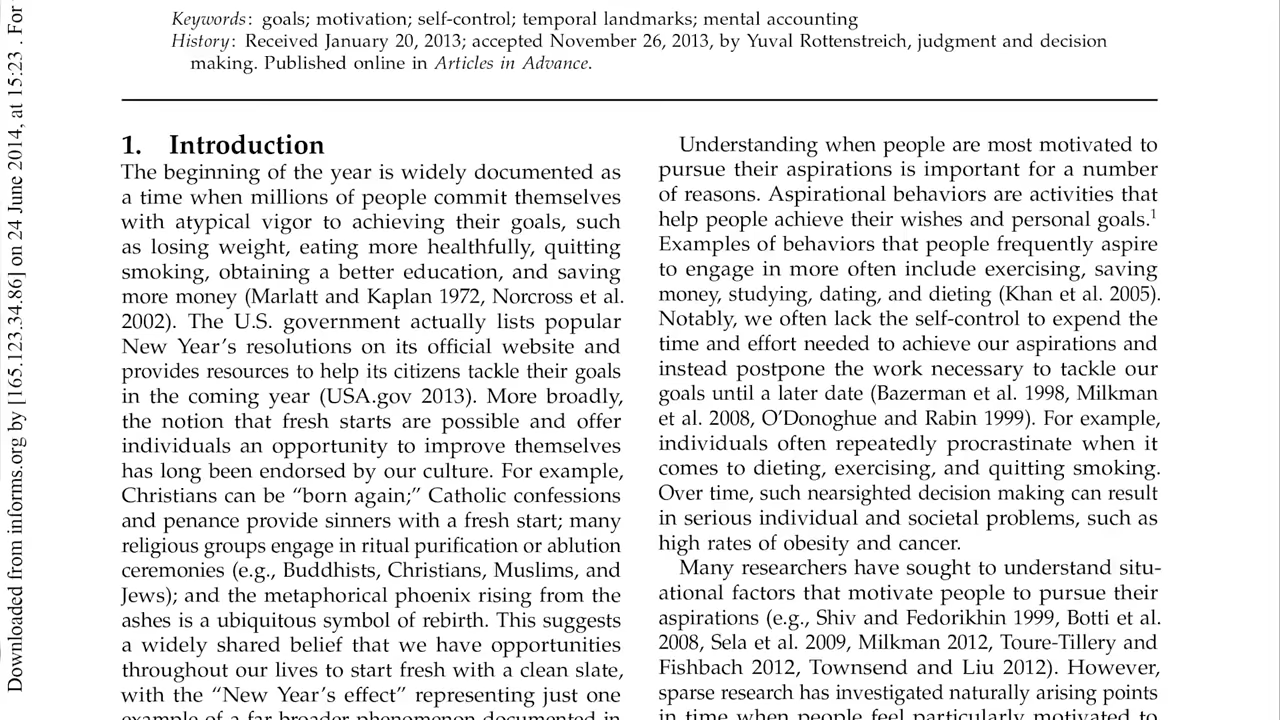 Keywords: goals; motivation; self-control; temporal landmarks; mental accounting
History: Received January 20, 2013; accepted November 26, 2013, by Yuval Rottenstreich, judgment and decision
making. Published online in Articles in Advance.
1. Introduction
The beginning of the year is widely documented as
a time when millions of people commit themselves
with atypical vigor to achieving their goals, such
as losing weight, eating more healthfully, quitting
smoking, obtaining a better education, and saving
more money (Marlatt and Kaplan 1972, Norcross et al.
2002). The U.S. government actually lists popular
New Year’s resolutions on its official website and
provides resources to help its citizens tackle their goals
in the coming year (USA.gov 2013). More broadly,
the notion that fresh starts are possible and offer
individuals an opportunity to improve themselves
has long been endorsed by our culture. For example,
Christians can be “born again;” Catholic confessions
and penance provide sinners with a fresh start; many
religious groups engage in ritual purification or ablution
ceremonies (e.g., Buddhists, Christians, Muslims, and
Jews); and the metaphorical phoenix rising from the
ashes is a ubiquitous symbol of rebirth. This suggests
a widely shared belief that we have opportunities
throughout our lives to start fresh with a clean slate,
with the “New Year’s effect” representing just one
example of a far broader phenomenon documented in
Understanding when people are most motivated to
pursue their aspirations is important for a number
of reasons. Aspirational behaviors are activities that
help people achieve their wishes and personal goals.1
Examples of behaviors that people frequently aspire
to engage in more often include exercising, saving
money, studying, dating, and dieting (Khan et al. 2005).
Notably, we often lack the self-control to expend the
time and effort needed to achieve our aspirations and
instead postpone the work necessary to tackle our
goals until a later date (Bazerman et al. 1998, Milkman
et al. 2008, O’Donoghue and Rabin 1999). For example,
individuals often repeatedly procrastinate when it
comes to dieting, exercising, and quitting smoking.
Over time, such nearsighted decision making can result
in serious individual and societal problems, such as
high rates of obesity and cancer.
Many researchers have sought to understand situ-
ational factors that motivate people to pursue their
aspirations (e.g., Shiv and Fedorikhin 1999, Botti et al.
2008, Sela et al. 2009, Milkman 2012, Toure-Tillery and
Fishbach 2012, Townsend and Liu 2012). However,
sparse research has investigated naturally arising points
in time when people feel particularly motivated to
Downloaded from informs.org by [165.123.34.86] on 24 June 2014, at 15:23 . For